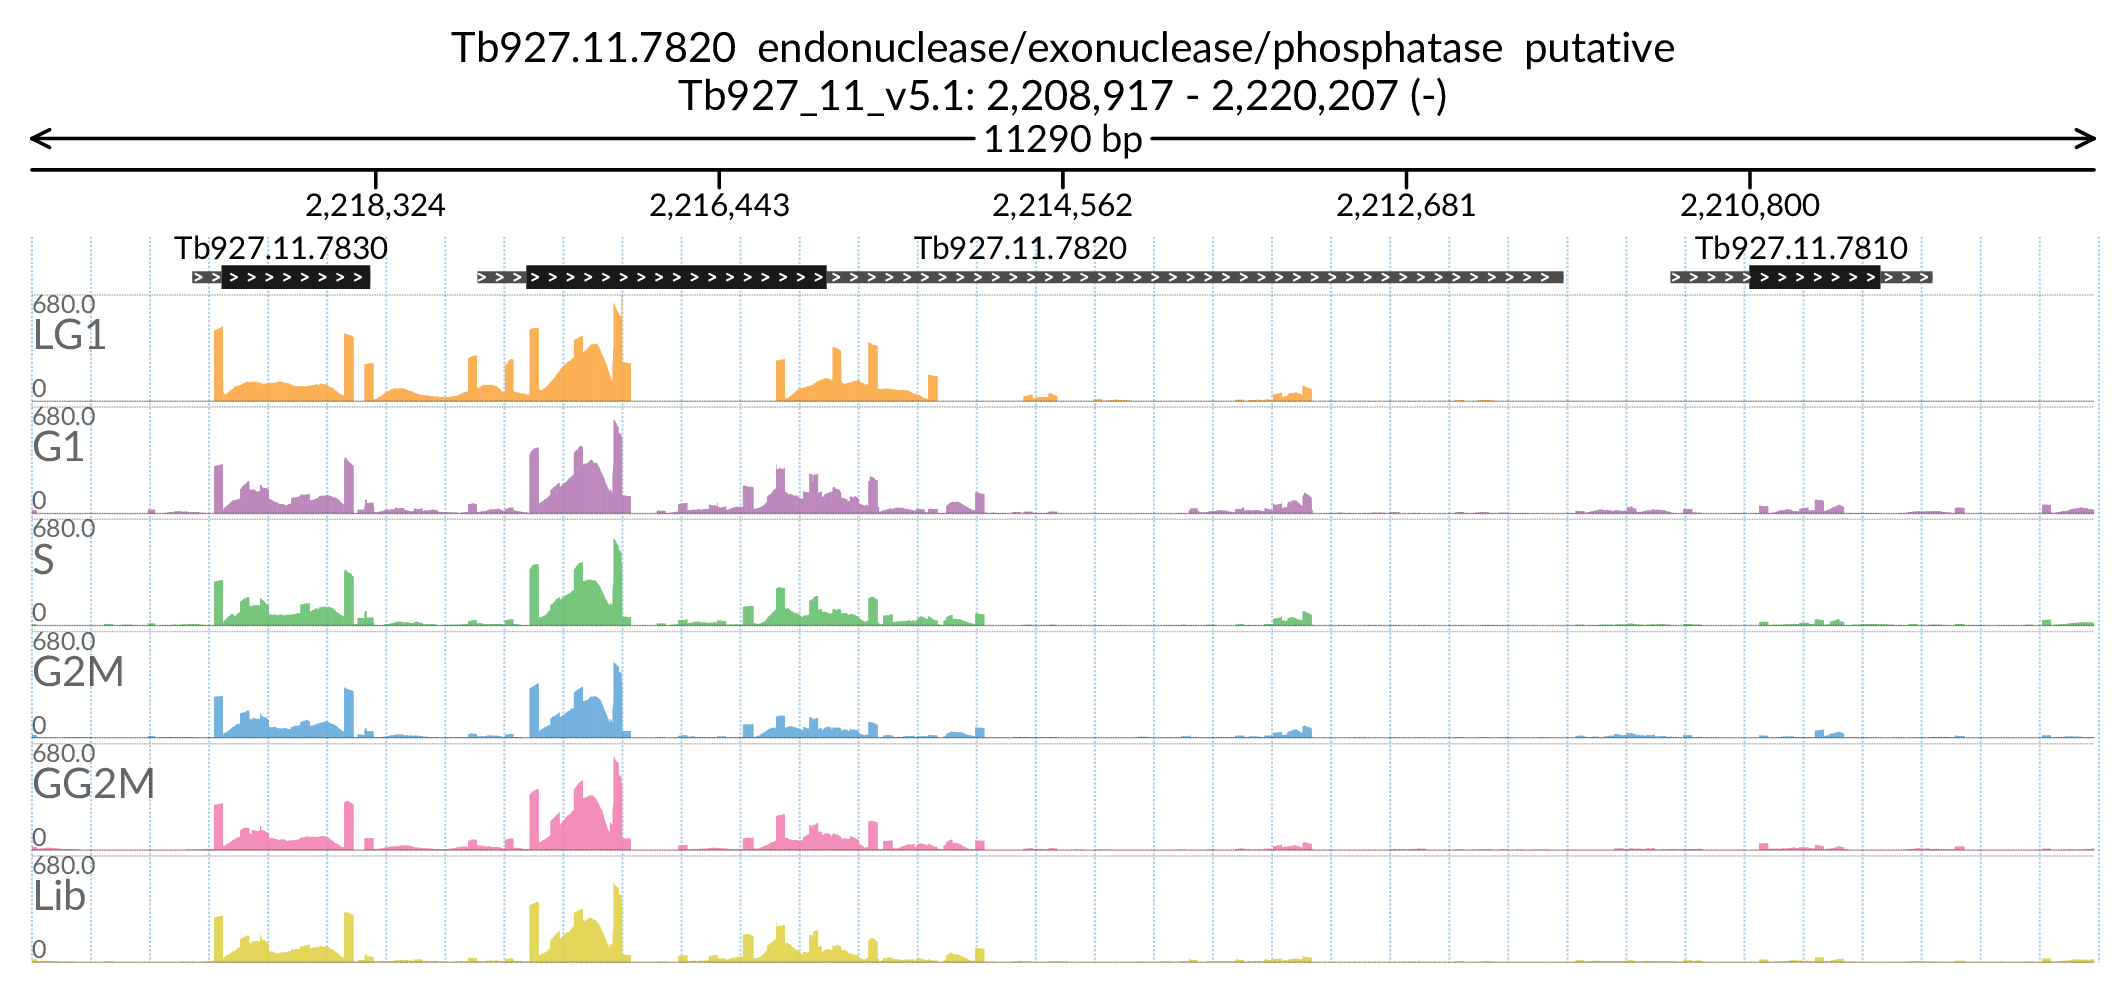 Tb927.11.7820 endonuclease/exonuclease/phosphatase putative
Tb927_11_v5.1: 2,208,917 - 2,220,207 (-)
11290 bp
2,218,324 2,216,443 2,214,562 2,212,681 2,210,800
Tb927.11.7830 Tb927.11.7820 Tb927.11.7810
680.0
LG1
0
680.0
G1
0
680.0
S
0
680.0
G2M
0
680.0
GG2M
0
680.0
Lib
0